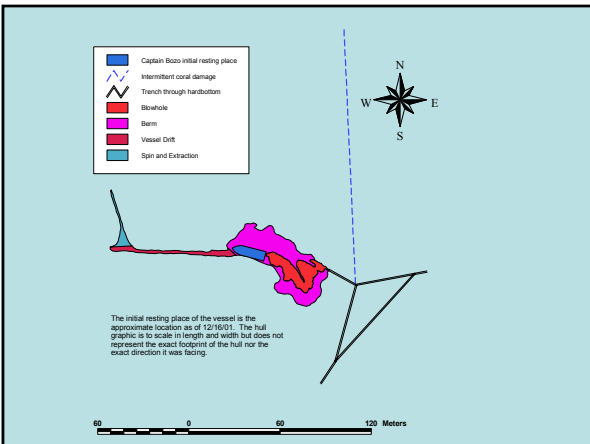 Captain Bozo initial resting place
Intermittent coral damage
Trench through hardbottom
Blowhole
Berm
Vessel Drift
Spin and Extraction
N
W E
S
The initial resting place of the vessel is the
approximate location as of 12/16/01. The hull
graphic is to scale in length and width but does not
represent the exact footprint of the hull nor the
exact direction it was facing.
60 0 60 120 Meters